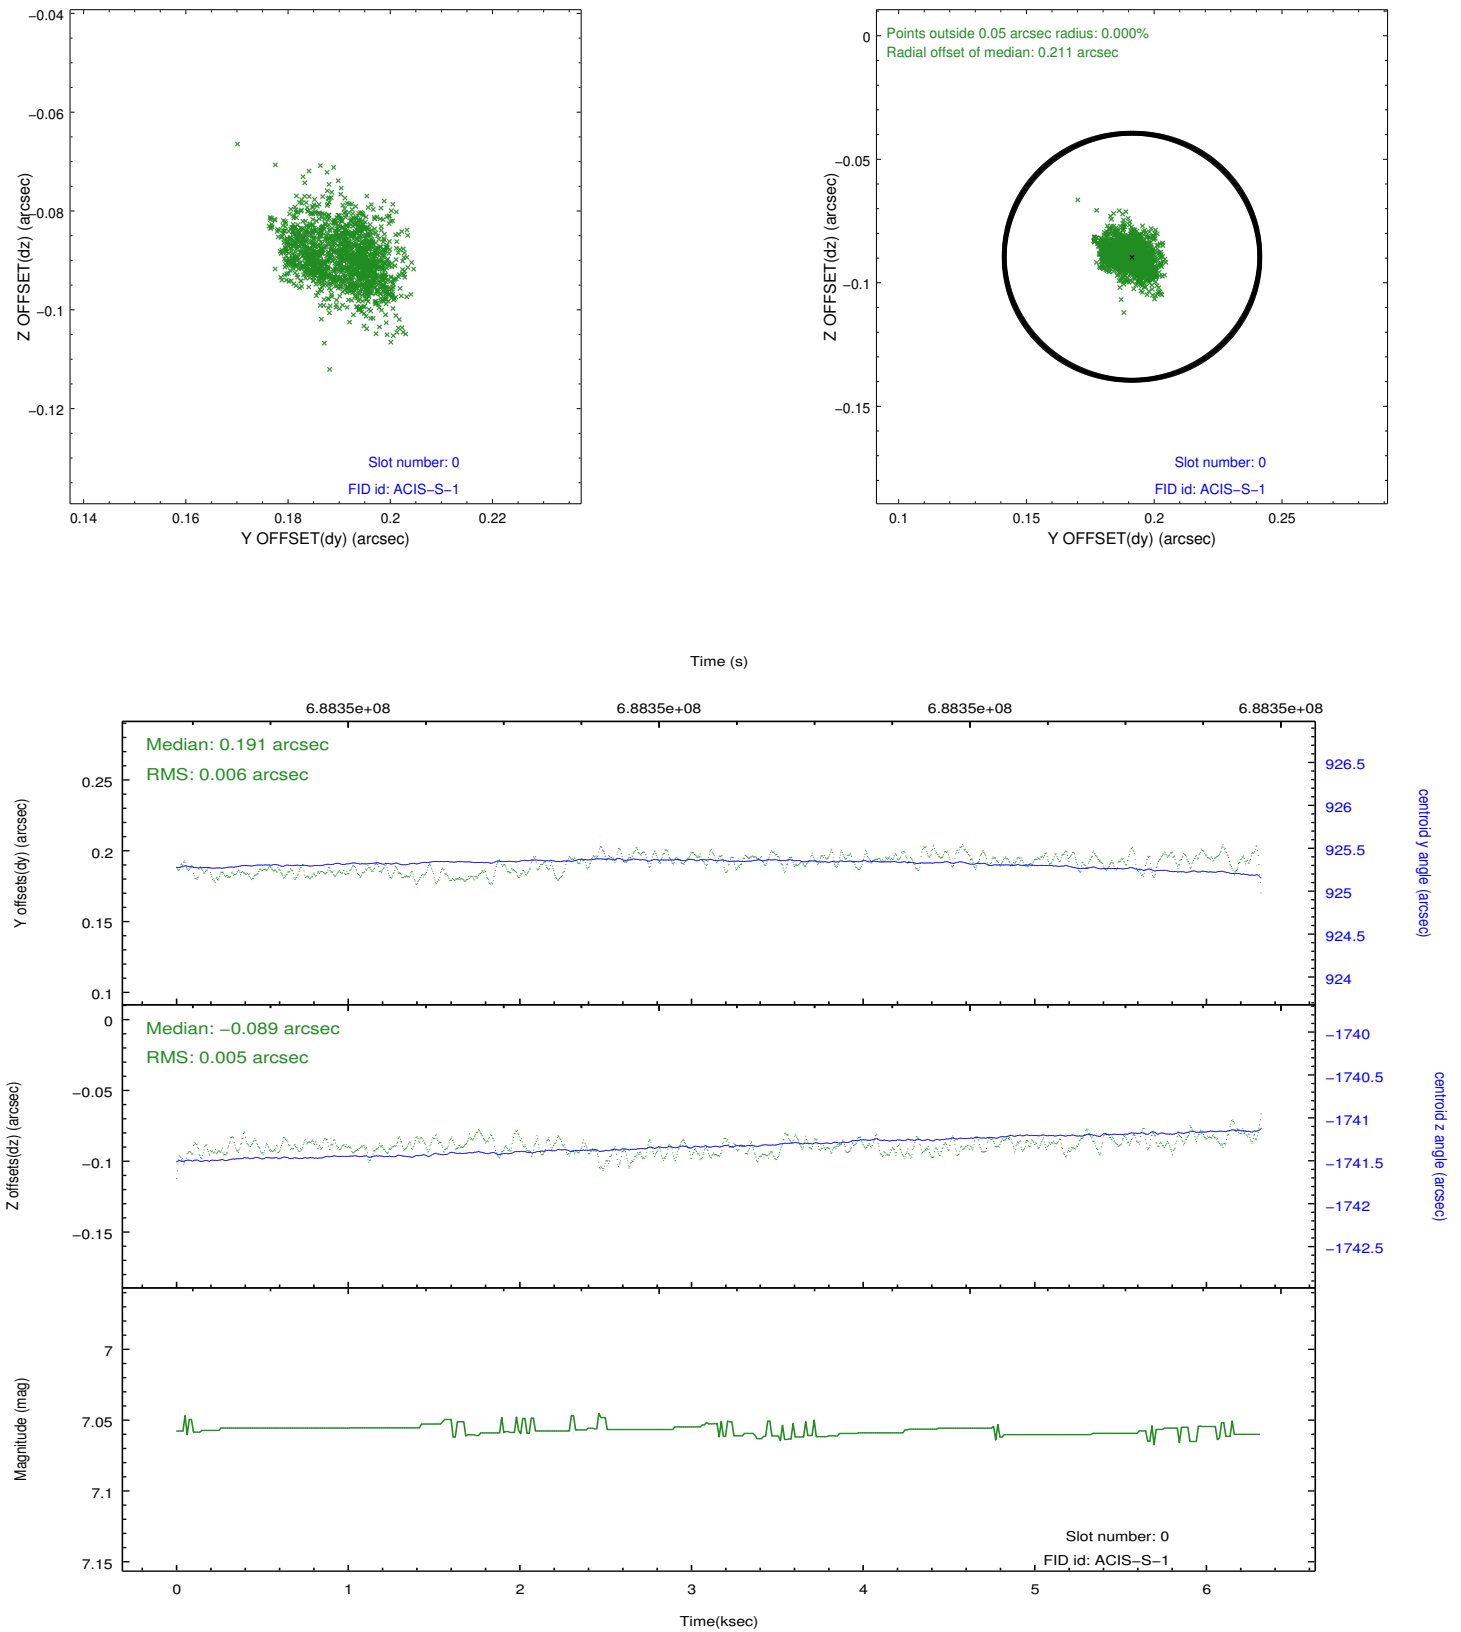 −0.04
−0.06
−0.08
−0.1
−0.12
Z OFFSET(dz) (arcsec)
Slot number: 0
FID id: ACIS−S−1
0.14 0.16 0.18 0.2 0.22
Y OFFSET(dy) (arcsec)
Points outside 0.05 arcsec radius: 0.000%
Radial offset of median: 0.211 arcsec
0
−0.05
−0.1
−0.15
Z OFFSET(dz) (arcsec)
Slot number: 0
FID id: ACIS−S−1
0.1 0.15 0.2 0.25
Y OFFSET(dy) (arcsec)
Time (s)
6.8835e+08 6.8835e+08 6.8835e+08 6.8835e+08
Median: 0.191 arcsec
RMS: 0.006 arcsec
0.25
0.2
0.15
0.1
Y offsets(dy) (arcsec)
926.5
926
925.5
925
924.5
924
centroid y angle (arcsec)
Median: −0.089 arcsec
RMS: 0.005 arcsec
0
−0.05
−0.1
−0.15
Z offsets(dz) (arcsec)
−1740
−1740.5
−1741
−1741.5
−1742
−1742.5
centroid z angle (arcsec)
7
7.05
7.1
7.15
Magnitude (mag)
Slot number: 0
FID id: ACIS−S−1
0 1 2 3 4 5 6
Time(ksec)